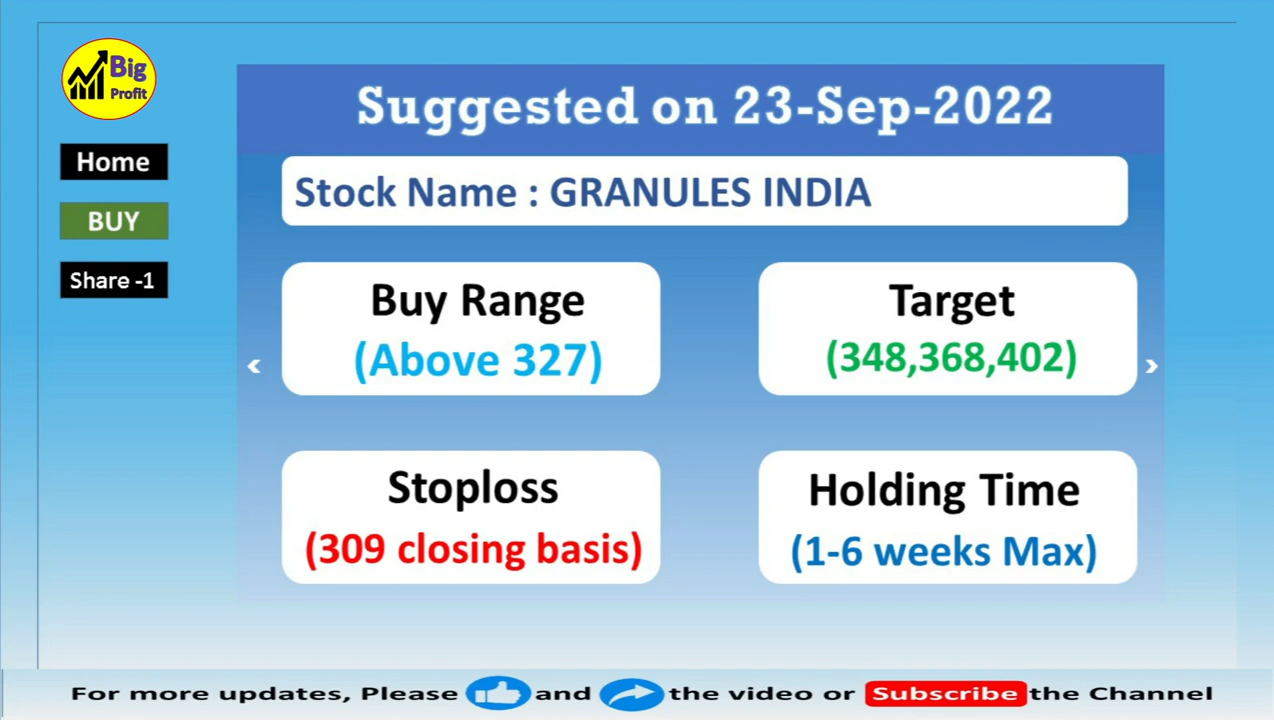 Big
Profit
Suggested on 23-Sep-2022
Home
Stock Name : GRANULES INDIA
BUY
Share -1
Buy Range
(Above 327)
Target
(348,368,402)
Stoploss
(309 closing basis)
Holding Time
(1-6 weeks Max)
For more updates, Please and the video or Subscribe the Channel